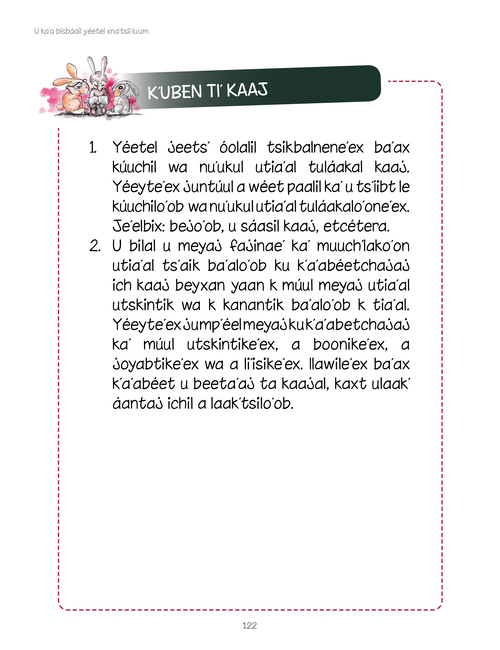 U ka'a bisbáail yéetel xna'tsil lu'um
K'UBEN TI' KAAJ
1. Yéetel jeets' óolalil tsikbalnene'ex ba'ax
kúuchil wa nu'ukul utia'al tuláakal kaaj.
Yéeyte'ex juntúul a wéet paalil ka' u ts'íibt le
kúuchilo'ob wa nu'ukul utia'al tuláakalo'one'ex.
Je'elbix: bejo'ob, u sáasil kaaj, etcétera.
2. U bilal u meyaj fajinae' ka' muuch'lako'on
utia'al ts'aik ba'alo'ob ku k'a'abéetchajaj
ich kaaj beyxan yaan k múul meyaj utia'al
utskintik wa k kanantik ba'alo'ob k tia'al.
Yéeyte'ex jump'éel meyaj ku k'a'abetchajaj
ka' múul utskintike'ex, a boonike'ex, a
joyabtike'ex wa a li'isike'ex. Ilawile'ex ba'ax
k'a'abéet u beeta'aj ta kaajal, kaxt ulaak'
áantaj ichil a laak'tsilo'ob.
122